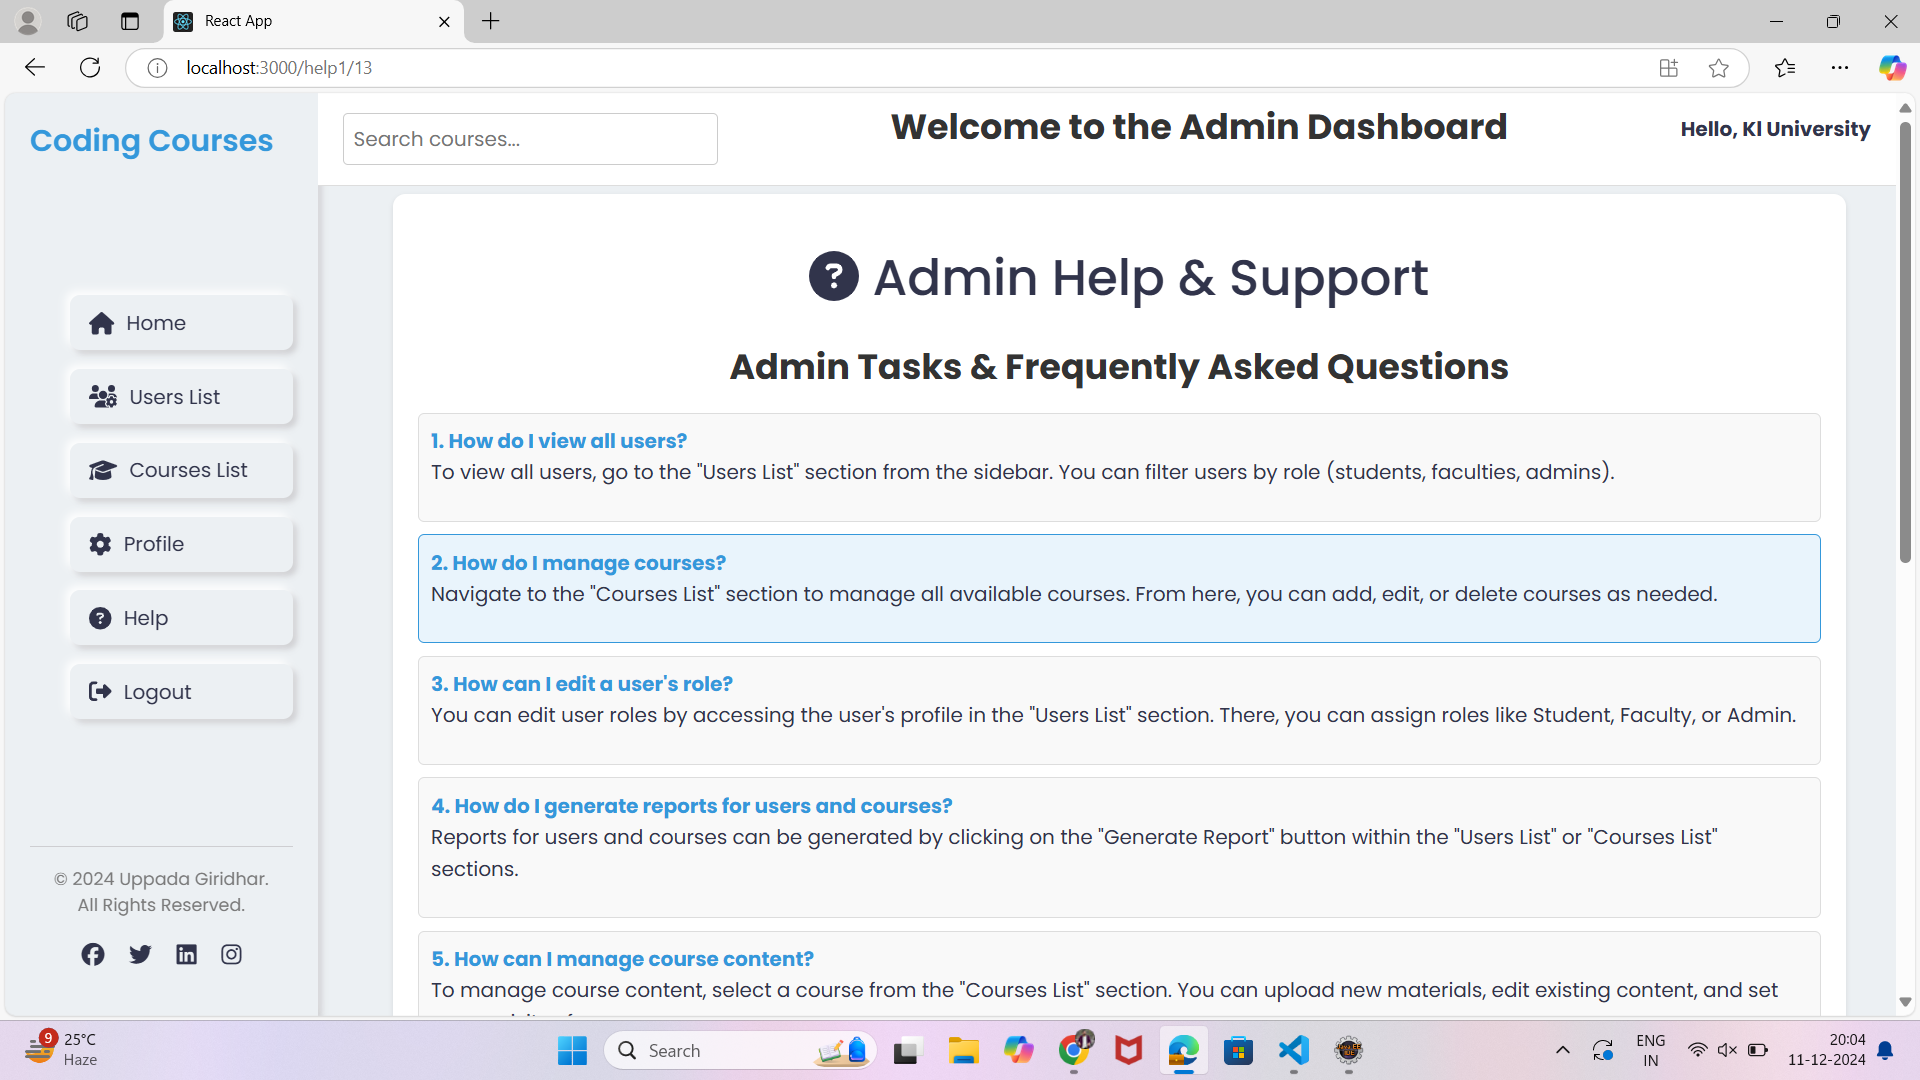 React App
localhost:3000/help1/13
Coding Courses
Search courses...
Welcome to the Admin Dashboard
Hello, Kl University
Home
Users List
Courses List
Profile
Help
Logout
© 2024 Uppada Giridhar.
All Rights Reserved.
Admin Help & Support
Admin Tasks & Frequently Asked Questions
1. How do I view all users?
To view all users, go to the "Users List" section from the sidebar. You can filter users by role (students, faculties, admins).
2. How do I manage courses?
Navigate to the "Courses List" section to manage all available courses. From here, you can add, edit, or delete courses as needed.
3. How can I edit a user's role?
You can edit user roles by accessing the user's profile in the "Users List" section. There, you can assign roles like Student, Faculty, or Admin.
4. How do I generate reports for users and courses?
Reports for users and courses can be generated by clicking on the "Generate Report" button within the "Users List" or "Courses List"
sections.
5. How can I manage course content?
To manage course content, select a course from the "Courses List" section. You can upload new materials, edit existing content, and set
9
25°C
Haze
Search
ENG
IN
20:04
11-12-2024